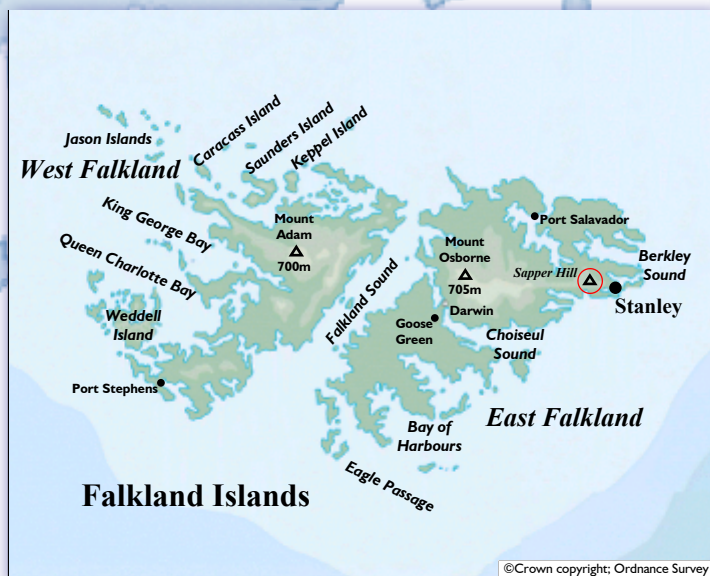 Jason Islands
Caracass Island
Saunders Island
Keppel Island
West Falkland
King George Bay
Mount
Adam
700m
Port Salavador
Queen Charlotte Bay
Mount
Osborne
705m
Berkley
Sound
Sapper Hill
Falkland Sound
Stanley
Weddell
Island
Darwin
Goose
Green
Choiseul
Sound
Port Stephens
East Falkland
Bay of
Harbours
Eagle Passage
Falkland Islands
©Crown copyright; Ordnance Survey